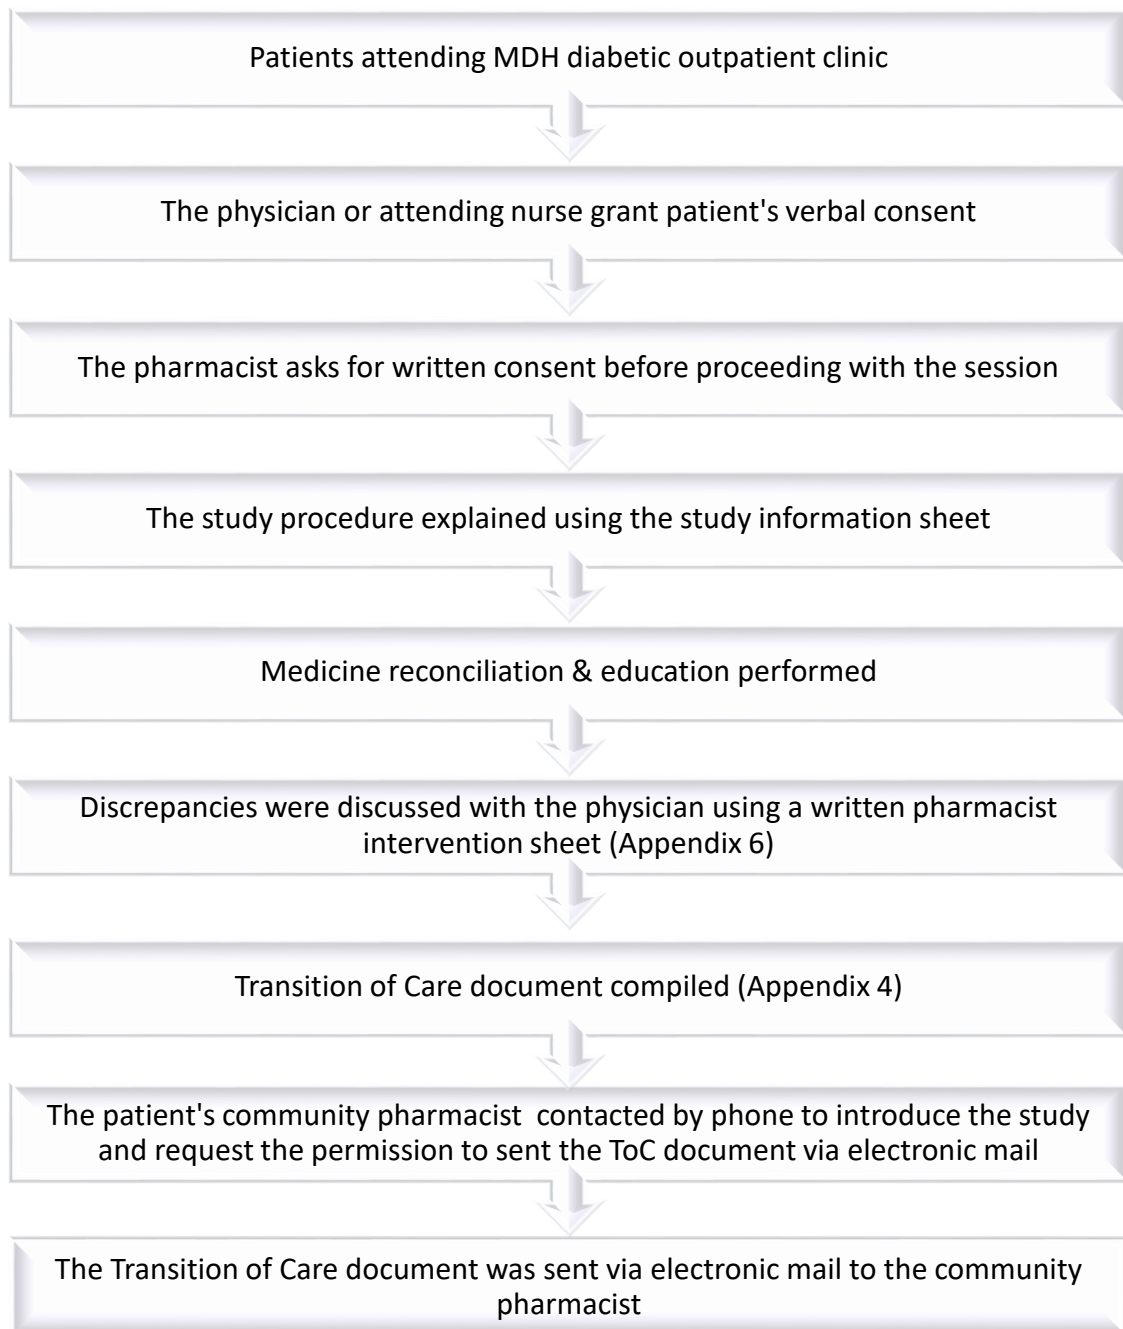 Patients attending MDH diabetic outpatient clinic
The physician or attending nurse grant patient's verbal consent
The pharmacist asks for written consent before proceeding with the session
The study procedure explained using the study information sheet
Medicine reconciliation & education performed
Discrepancies were discussed with the physician using a written pharmacist
intervention sheet (Appendix 6)
Transition of Care document compiled (Appendix 4)
The patient's community pharmacist contacted by phone to introduce the study
and request the permission to sent the ToC document via electronic mail
The Transition of Care document was sent via electronic mail to the community
pharmacist